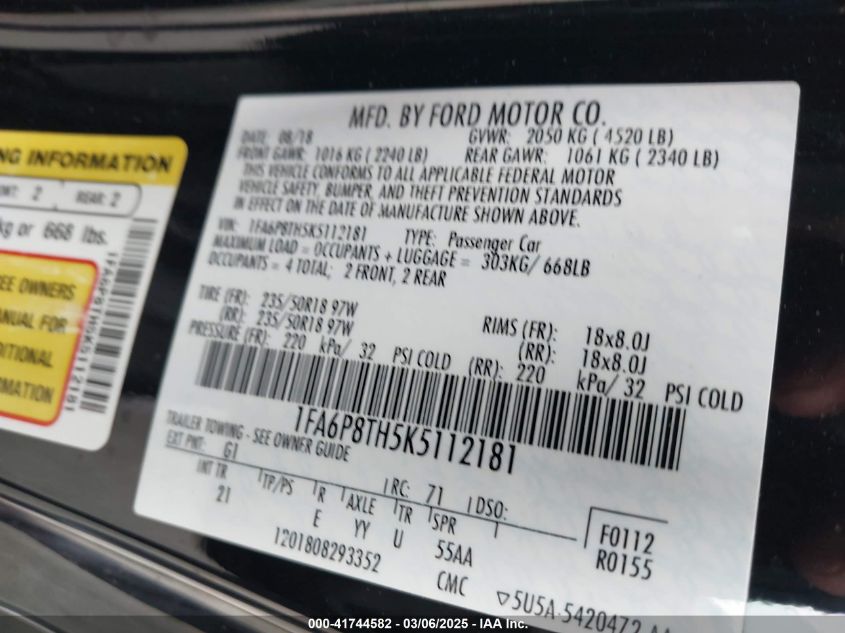 NG INFORMATION
NT: 2 REAR: 2
kg or 668 lbs.
EE OWNERS
ANUAL FOR
DITIONAL
RMATION
1FA6P8TH5K5112181
MFD. BY FORD MOTOR CO.
DATE: 08/18 GVWR: 2050 KG ( 4520 LB)
FRONT GAWR: 1016 KG ( 2240 LB) REAR GAWR: 1061 KG ( 2340 LB)
THIS VEHICLE CONFORMS TO ALL APPLICABLE FEDERAL MOTOR
VEHICLE SAFETY, BUMPER, AND THEFT PREVENTION STANDARDS
IN EFFECT ON THE DATE OF MANUFACTURE SHOWN ABOVE.
VIN: 1FA6P8TH5K5112181 TYPE: Passenger Car
MAXIMUM LOAD = OCCUPANTS + LUGGAGE = 303KG/ 668LB
OCCUPANTS = 4 TOTAL; 2 FRONT, 2 REAR
TIRE (FR): 235/50R18 97W RIMS (FR): 18x8.0J
(RR): 235/50R18 97W (RR): 18x8.0J
PRESSURE (FR): 220 kPa/ 32 PSI COLD (RR): 220 kPa/ 32 PSI COLD
1FA6P8TH5K5112181
TRAILER TOWING - SEE OWNER GUIDE
EXT PNT: G1 RC: 71 DSO:
INT TR TP/PS R AXLE TR SPR F0112
21 E YY U 55AA R0155
1201808293352 CMC ▽5U5A-5420472-AA
000-41744582 — 03/06/2025 — IAA Inc.